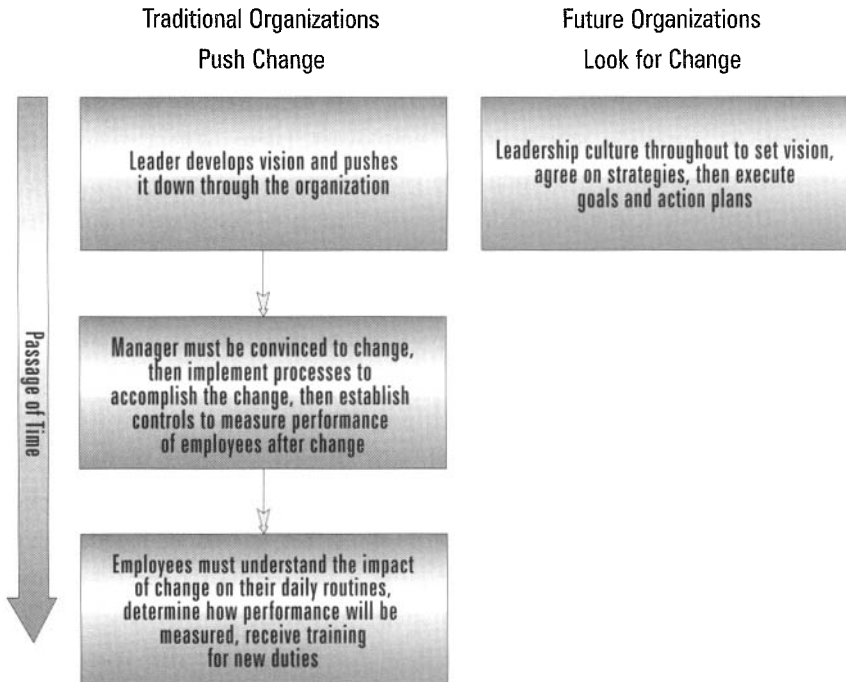 Traditional Organizations
Push Change
Future Organizations
Look for Change
Passage of Time
Leader develops vision and pushes
it down through the organization
Manager must be convinced to change,
then implement processes to
accomplish the change, then establish
controls to measure performance
of employees after change
Employees must understand the impact
of change on their daily routines,
determine how performance will be
measured, receive training
for new duties
Leadership culture throughout to set vision,
agree on strategies, then execute
goals and action plans